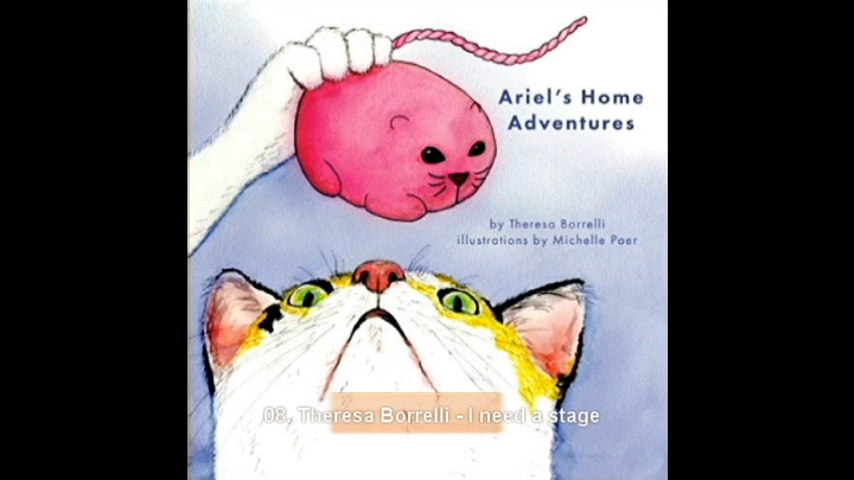 Ariel's Home
Adventures
by Theresa Borrelli
illustrations by Michelle Paer
08. Theresa Borrelli - I need a stage